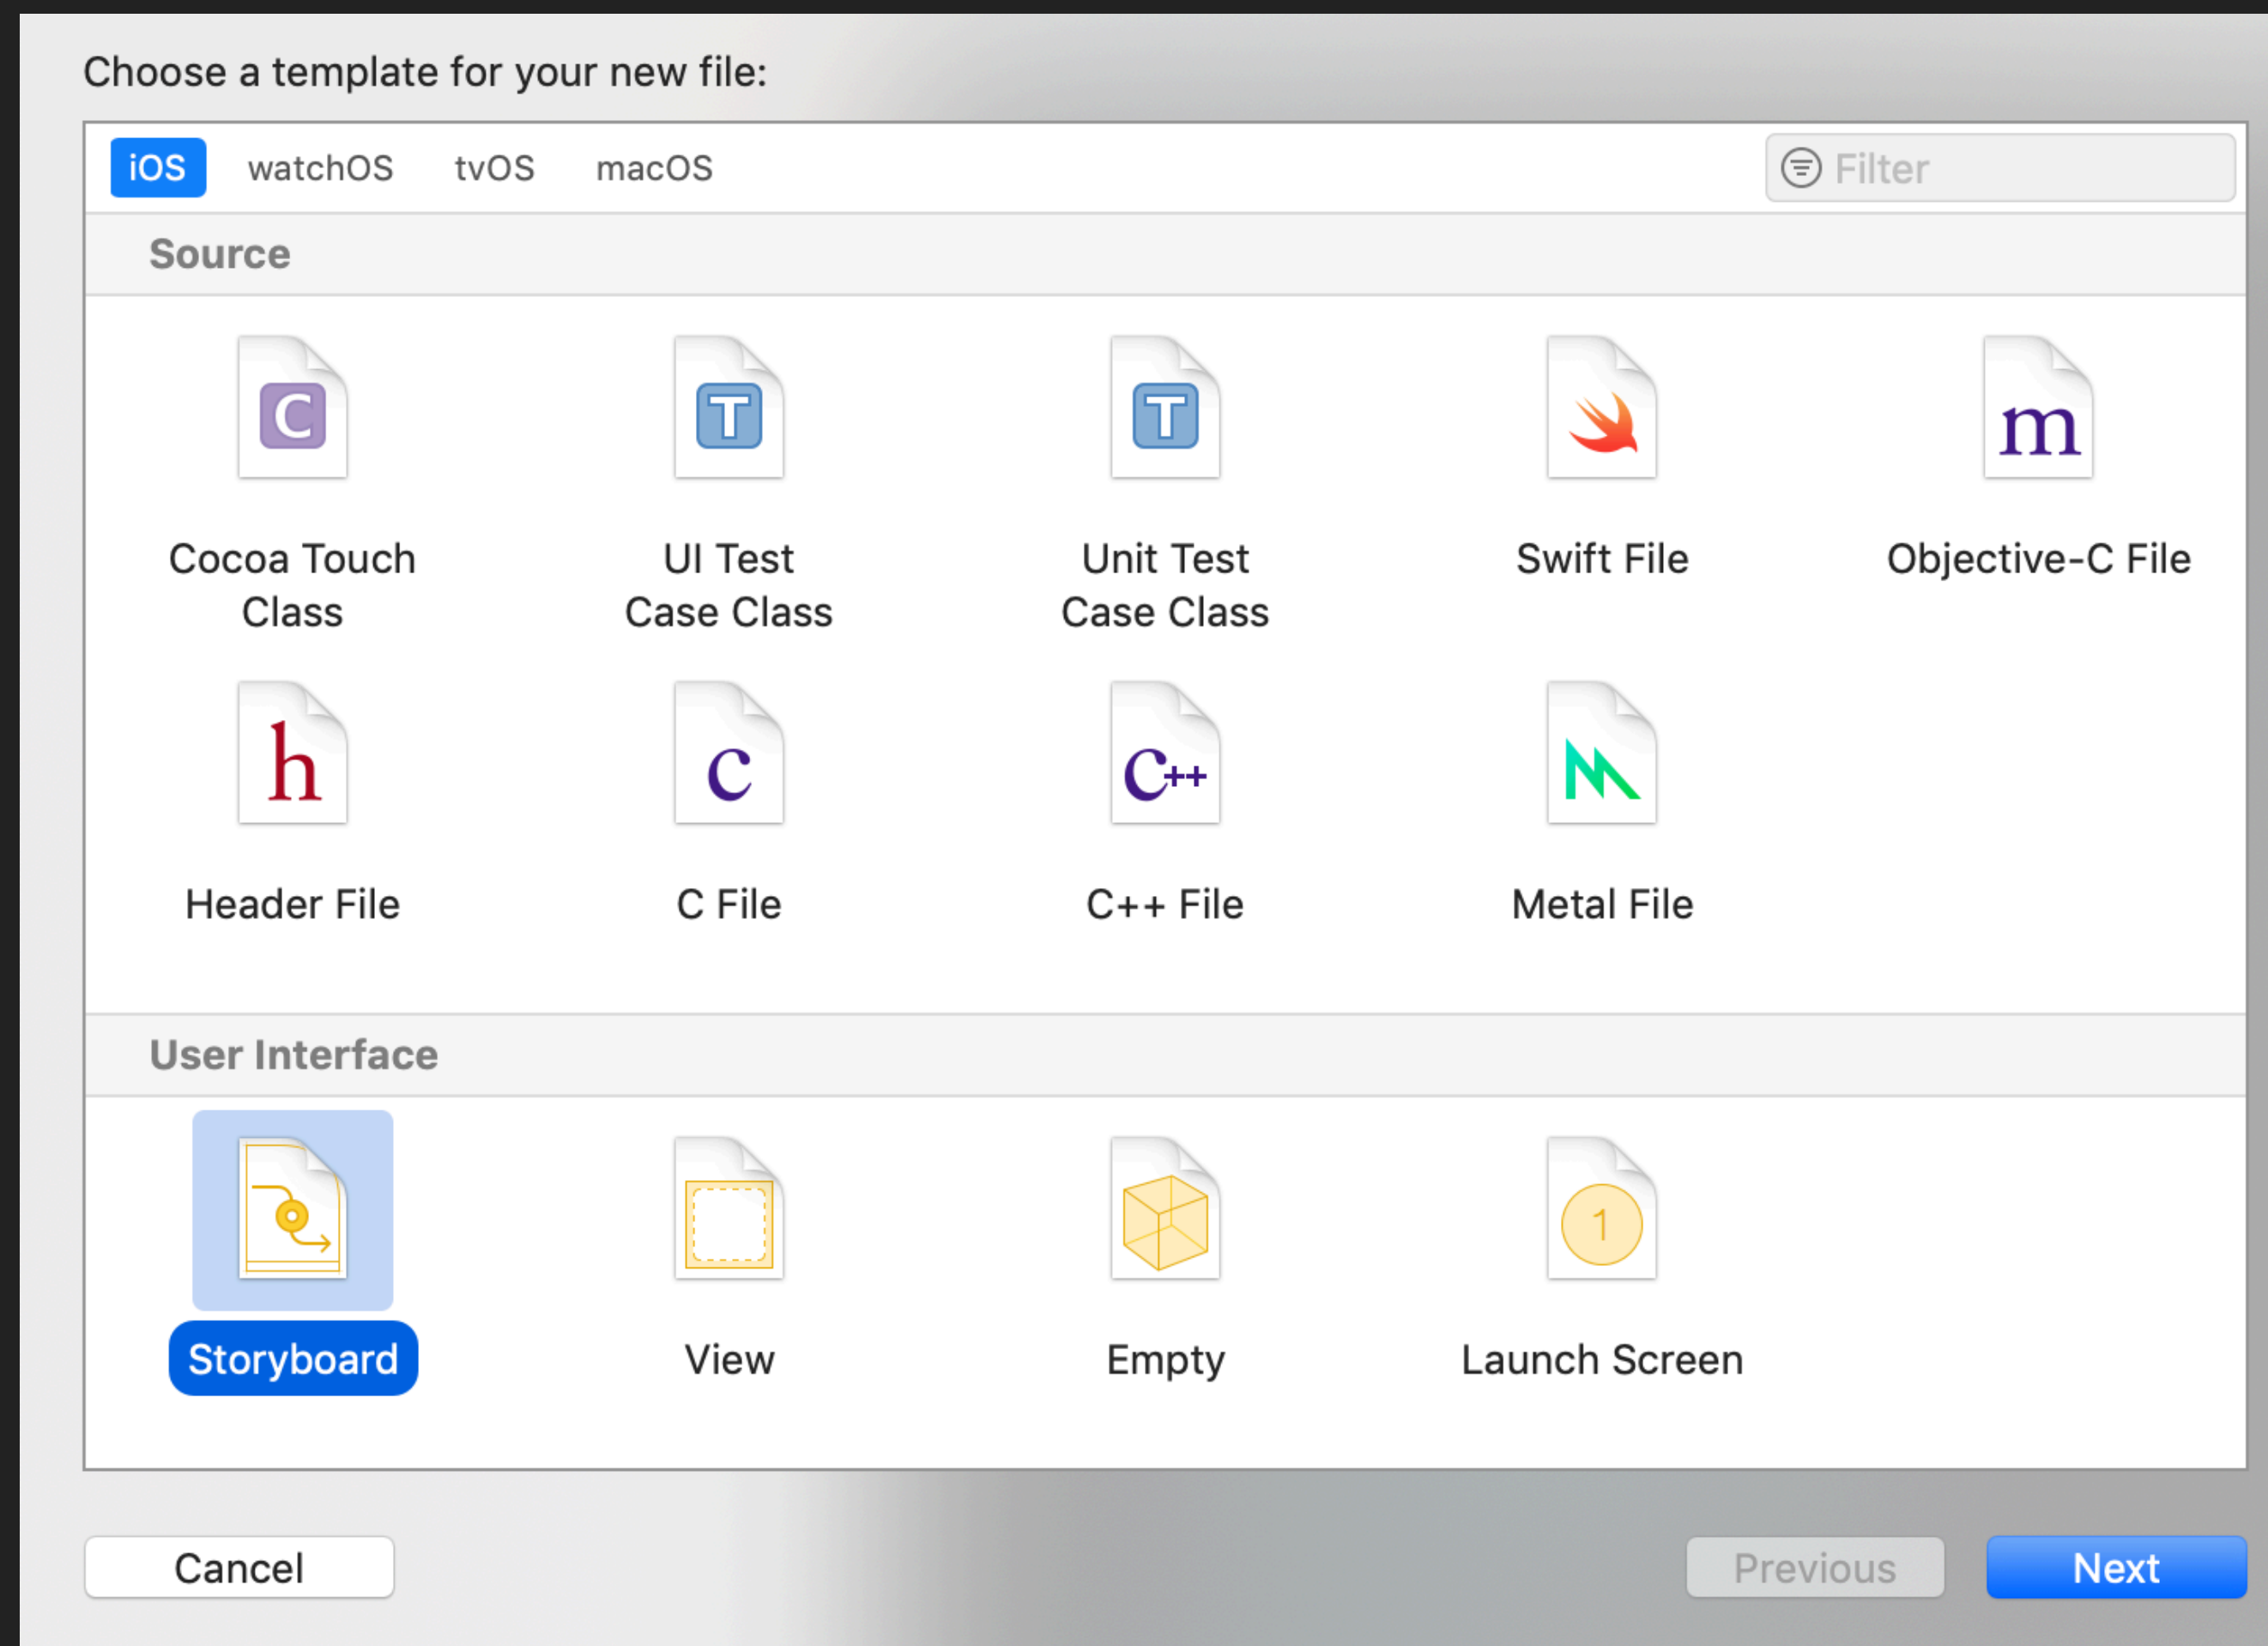 Choose a template for your new file:
iOS watchOS tvOS macOS Filter
Source
C T T m
Cocoa Touch Class
UI Test Case Class
Unit Test Case Class
Swift File
Objective-C File
h c c++
Header File C File C++ File Metal File
User Interface
1
Storyboard View Empty Launch Screen
Cancel Previous Next